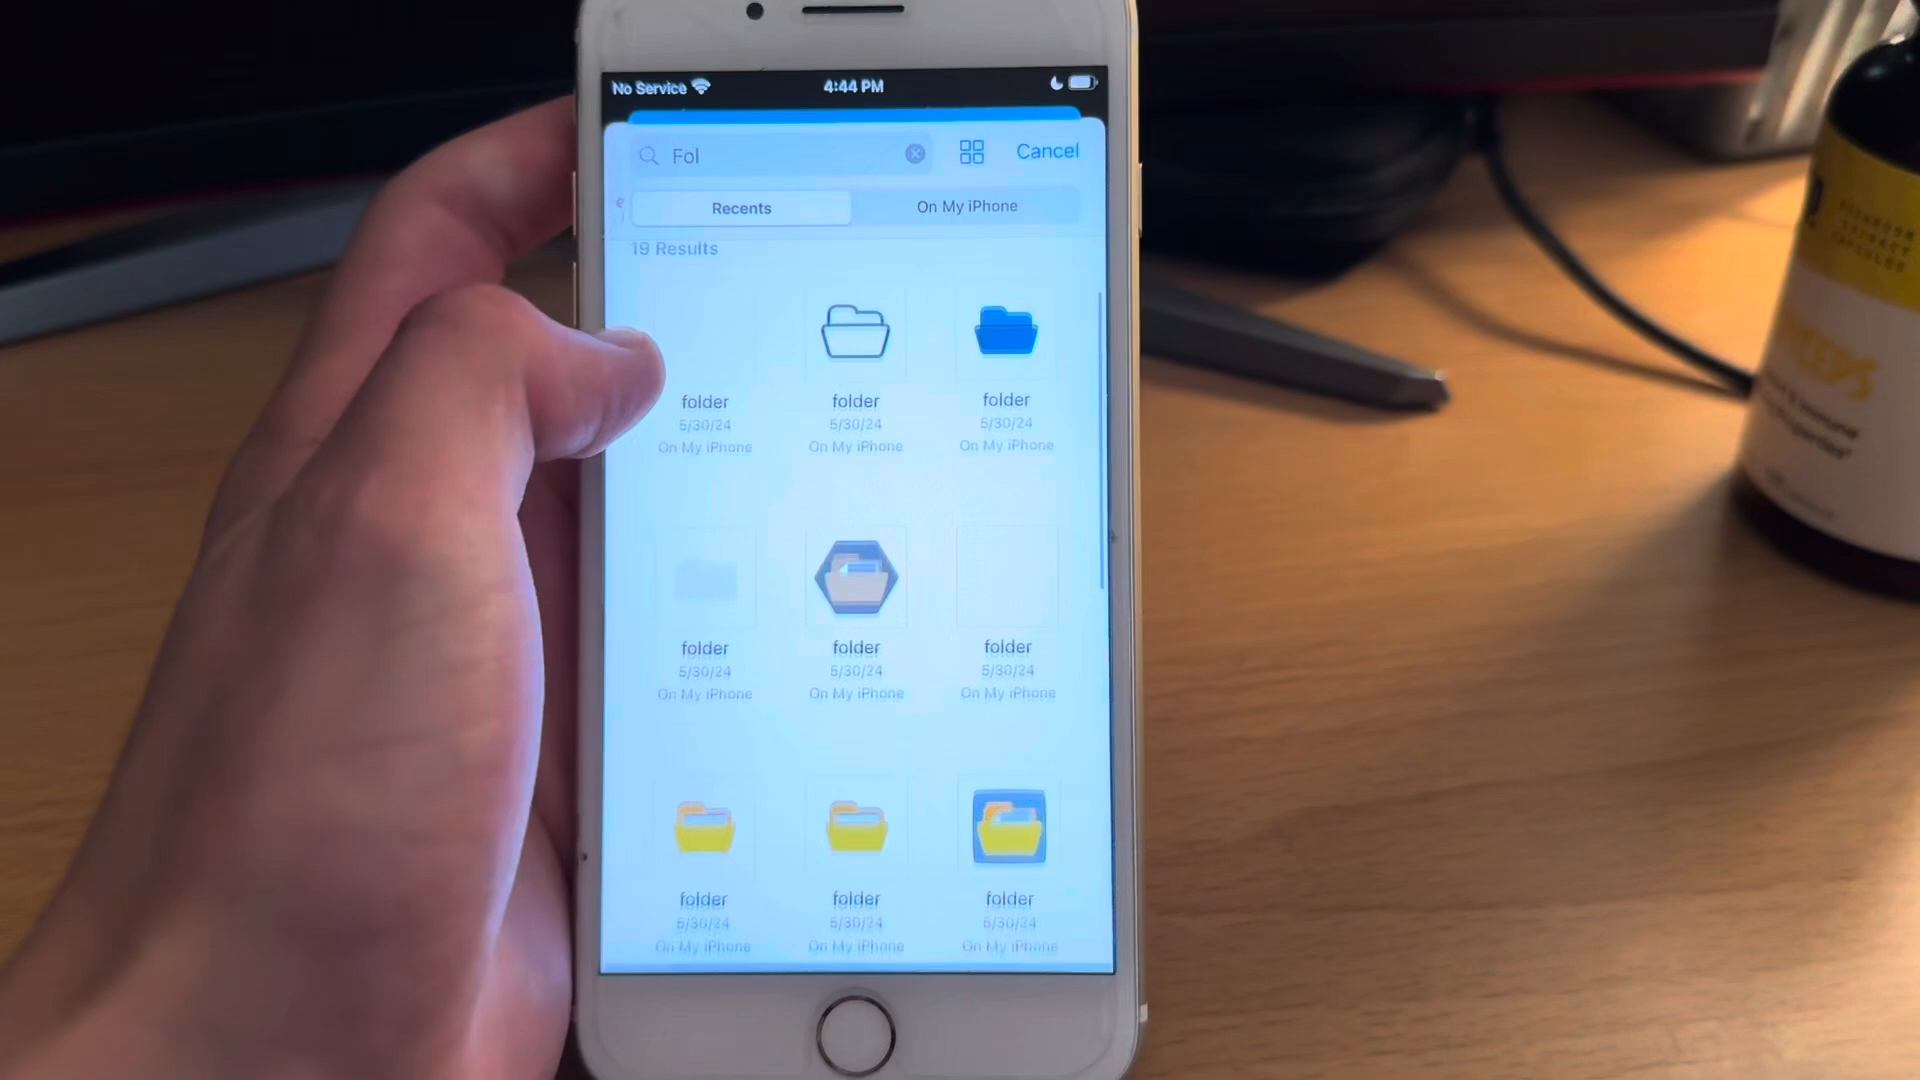 No Service
4:44 PM
Fol
Cancel
Recents
On My iPhone
19 Results
folder
folder
folder
5/30/24
5/30/24
5/30/24
On My iPhone
On My iPhone
On My iPhone
folder
folder
folder
5/30/24
5/30/24
5/30/24
On My iPhone
On My iPhone
On My iPhone
folder
folder
folder
5/30/24
5/30/24
5/30/24
On My iPhone
On My iPhone
On My iPhone
EXTRACT
CAPSULES